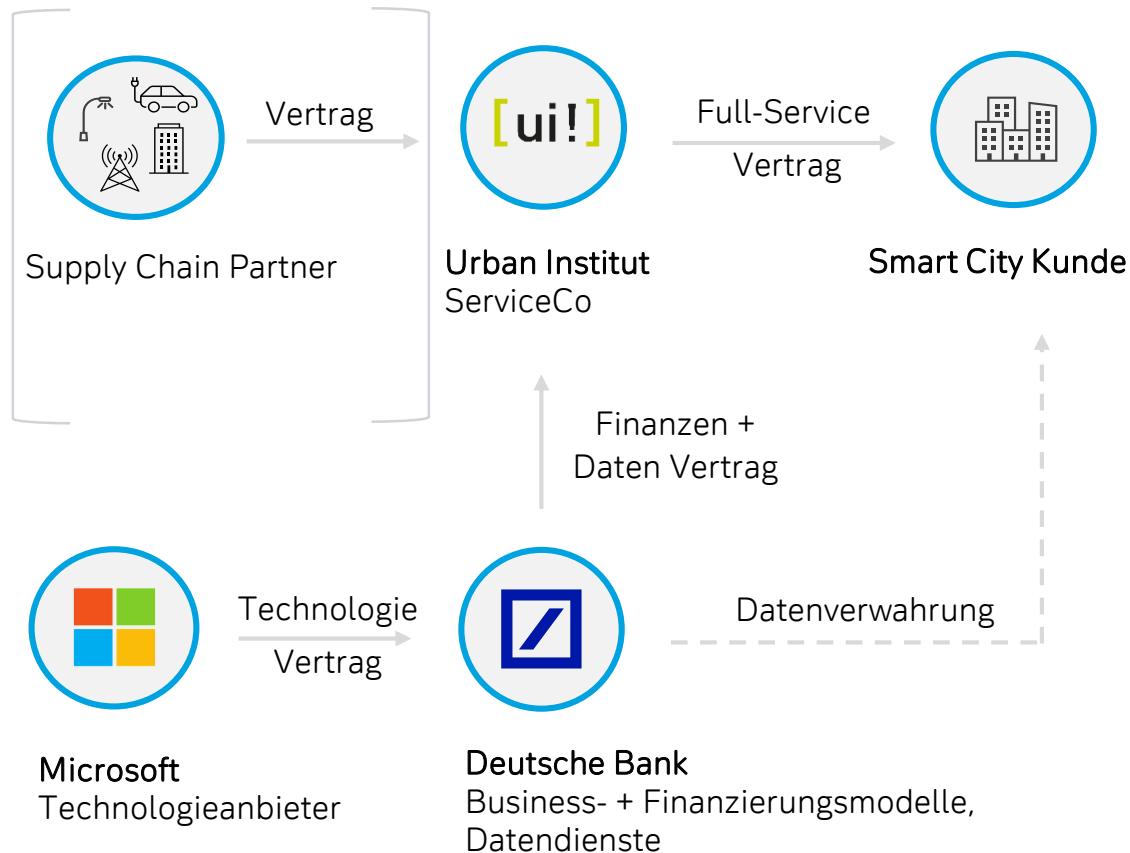 Vertrag
[ui!]
Full-Service
Vertrag
Supply Chain Partner
Urban Institut
ServiceCo
Smart City Kunde
Finanzen +
Daten Vertrag
Technologie
Vertrag
Datenverwahrung
Microsoft
Technologieanbieter
Deutsche Bank
Business- + Finanzierungsmodelle,
Datendienste